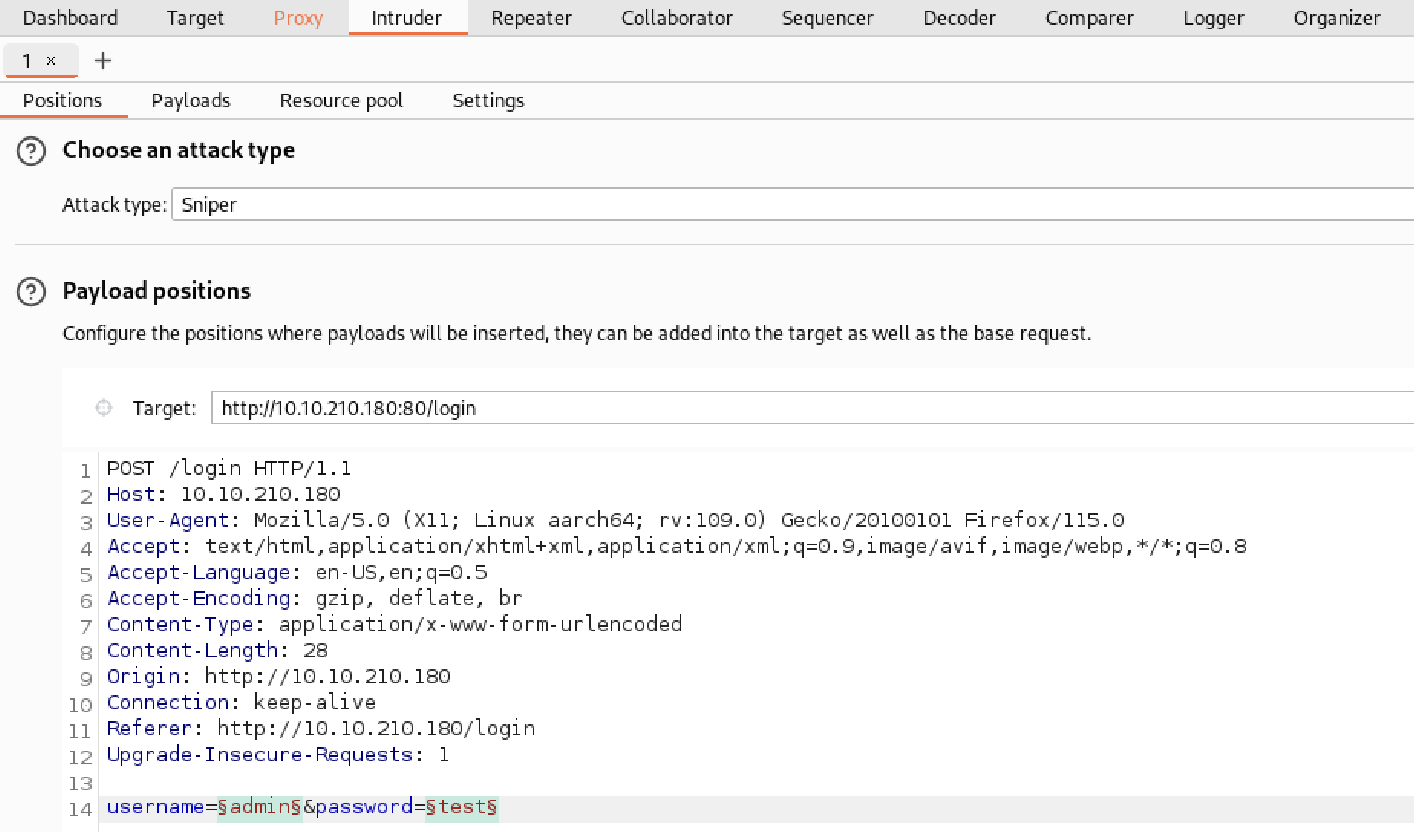 Dashboard Target Proxy Intruder Repeater Collaborator Sequencer Decoder Comparer Logger Organizer
1 × +
Positions Payloads Resource pool Settings
? Choose an attack type
Attack type: Sniper
? Payload positions
Configure the positions where payloads will be inserted, they can be added into the target as well as the base request.
Target: http://10.10.210.180:80/login
1 POST /login HTTP/1.1
2 Host: 10.10.210.180
3 User-Agent: Mozilla/5.0 (X11; Linux aarch64; rv:109.0) Gecko/20100101 Firefox/115.0
4 Accept: text/html,application/xhtml+xml,application/xml;q=0.9,image/avif,image/webp,*/*;q=0.8
5 Accept-Language: en-US,en;q=0.5
6 Accept-Encoding: gzip, deflate, br
7 Content-Type: application/x-www-form-urlencoded
8 Content-Length: 28
9 Origin: http://10.10.210.180
10 Connection: keep-alive
11 Referer: http://10.10.210.180/login
12 Upgrade-Insecure-Requests: 1
13
14 username=§admin§&password=§test§